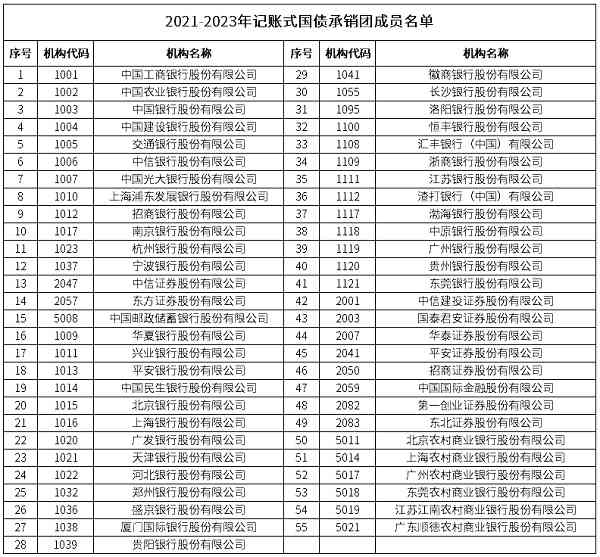 2021-2023年记账式国债承销团成员名单
序号 机构代码 机构名称 序号 机构代码 机构名称
1 1001 中国工商银行股份有限公司 29 1041 徽商银行股份有限公司
2 1002 中国农业银行股份有限公司 30 1055 长沙银行股份有限公司
3 1003 中国银行股份有限公司 31 1095 洛阳银行股份有限公司
4 1004 中国建设银行股份有限公司 32 1100 恒丰银行股份有限公司
5 1005 交通银行股份有限公司 33 1108 汇丰银行（中国）有限公司
6 1006 中信银行股份有限公司 34 1109 浙商银行股份有限公司
7 1007 中国光大银行股份有限公司 35 1111 江苏银行股份有限公司
8 1010 上海浦东发展银行股份有限公司 36 1112 渣打银行（中国）有限公司
9 1012 招商银行股份有限公司 37 1117 渤海银行股份有限公司
10 1017 南京银行股份有限公司 38 1118 中原银行股份有限公司
11 1023 杭州银行股份有限公司 39 1119 广州银行股份有限公司
12 1037 宁波银行股份有限公司 40 1120 贵州银行股份有限公司
13 2047 中信证券股份有限公司 41 1121 东莞银行股份有限公司
14 2057 东方证券股份有限公司 42 2001 中信建投证券股份有限公司
15 5008 中国邮政储蓄银行股份有限公司 43 2003 国泰君安证券股份有限公司
16 1009 华夏银行股份有限公司 44 2007 华泰证券股份有限公司
17 1011 兴业银行股份有限公司 45 2041 平安证券股份有限公司
18 1013 平安银行股份有限公司 46 2050 招商证券股份有限公司
19 1014 中国民生银行股份有限公司 47 2059 中国国际金融股份有限公司
20 1015 北京银行股份有限公司 48 2082 第一创业证券股份有限公司
21 1016 上海银行股份有限公司 49 2083 东北证券股份有限公司
22 1020 广发银行股份有限公司 50 5011 北京农村商业银行股份有限公司
23 1021 天津银行股份有限公司 51 5014 上海农村商业银行股份有限公司
24 1022 河北银行股份有限公司 52 5017 广州农村商业银行股份有限公司
25 1032 郑州银行股份有限公司 53 5018 东莞农村商业银行股份有限公司
26 1036 盛京银行股份有限公司 54 5019 江苏江南农村商业银行股份有限公司
27 1038 厦门国际银行股份有限公司 55 5021 广东顺德农村商业银行股份有限公司
28 1039 贵阳银行股份有限公司